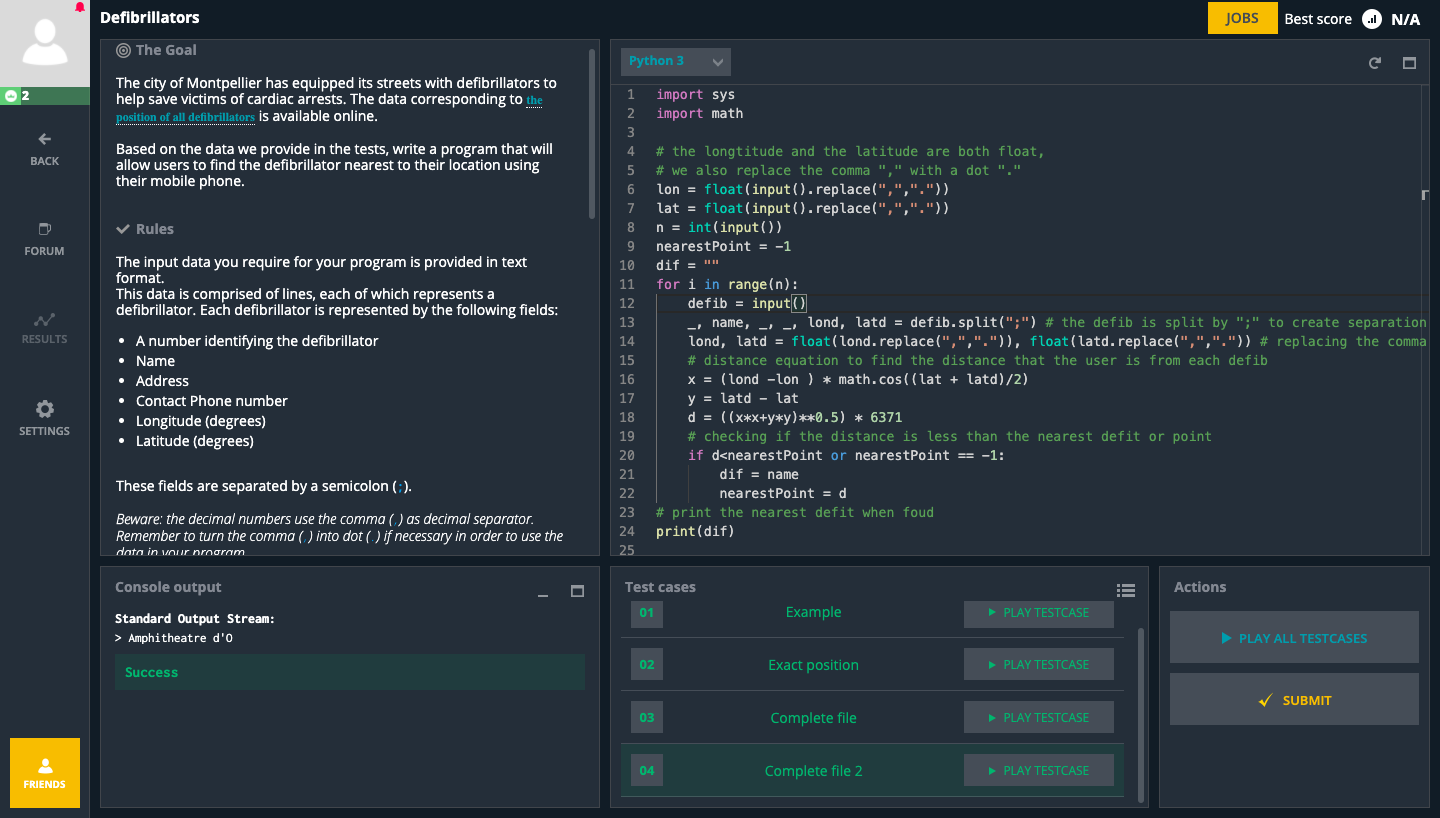 Defibrillators
JOBS
Best score
N/A
2
BACK
FORUM
RESULTS
SETTINGS
FRIENDS
The Goal
The city of Montpellier has equipped its streets with defibrillators to
help save victims of cardiac arrests. The data corresponding to the
position of all defibrillators is available online.
Based on the data we provide in the tests, write a program that will
allow users to find the defibrillator nearest to their location using
their mobile phone.
Rules
The input data you require for your program is provided in text
format.
This data is comprised of lines, each of which represents a
defibrillator. Each defibrillator is represented by the following fields:
• A number identifying the defibrillator
• Name
• Address
• Contact Phone number
• Longitude (degrees)
• Latitude (degrees)
These fields are separated by a semicolon (;).
Beware: the decimal numbers use the comma (,) as decimal separator.
Remember to turn the comma (,) into dot (.) if necessary in order to use the
data in your program
Python 3
1 import sys
2 import math
3
4 # the longtitude and the latitude are both float,
5 # we also replace the comma "," with a dot "."
6 lon = float(input().replace(",","."))
7 lat = float(input().replace(",","."))
8 n = int(input())
9 nearestPoint = -1
10 dif = ""
11 for i in range(n):
12     defib = input()
13     _, name, _, _, lond, latd = defib.split(";") # the defib is split by ";" to create separation
14     lond, latd = float(lond.replace(",",".")), float(latd.replace(",",".")) # replacing the comma
15     # distance equation to find the distance that the user is from each defib
16     x = (lond -lon ) * math.cos((lat + latd)/2)
17     y = latd - lat
18     d = ((x*x+y*y)**0.5) * 6371
19     # checking if the distance is less than the nearest defit or point
20     if d<nearestPoint or nearestPoint == -1:
21         dif = name
22         nearestPoint = d
23 # print the nearest defit when foud
24 print(dif)
25
Console output
Standard Output Stream:
> Amphitheatre d'O
Success
Test cases
01 Example PLAY TESTCASE
02 Exact position PLAY TESTCASE
03 Complete file PLAY TESTCASE
04 Complete file 2 PLAY TESTCASE
Actions
PLAY ALL TESTCASES
SUBMIT